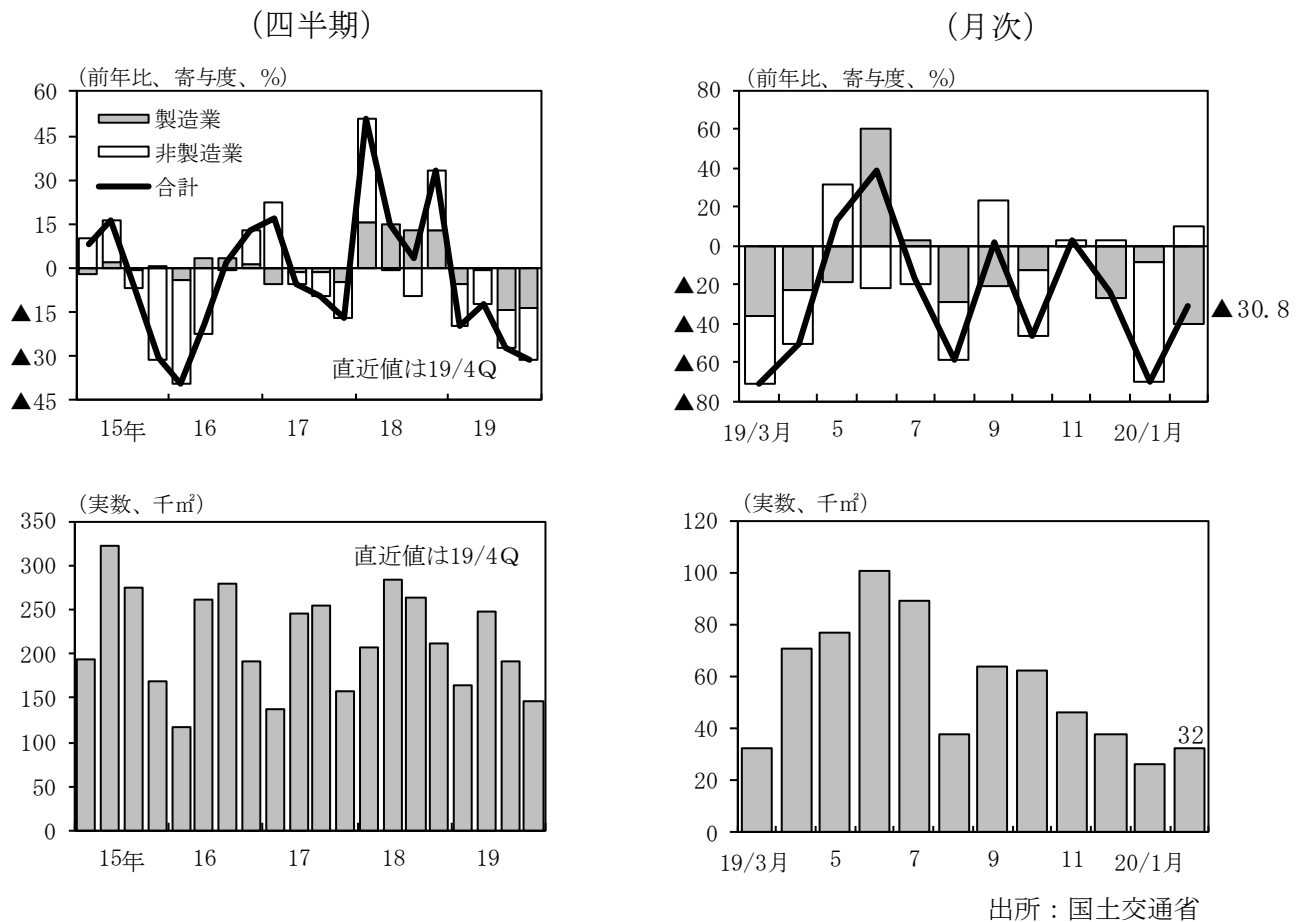 (四半期)
(前年比、寄与度、%)
60
45
30
15
0
▲15
▲30
▲45
製造業
非製造業
合計
直近値は19/4Q
15年 16 17 18 19
(月次)
(前年比、寄与度、%)
80
60
40
20
0
▲20
▲40
▲60
▲80
▲30.8
19/3月 5 7 9 11 20/1月
(実数、千㎡)
350
300
250
200
150
100
50
0
直近値は19/4Q
15年 16 17 18 19
(実数、千㎡)
120
100
80
60
40
20
0
32
19/3月 5 7 9 11 20/1月
出所：国土交通省